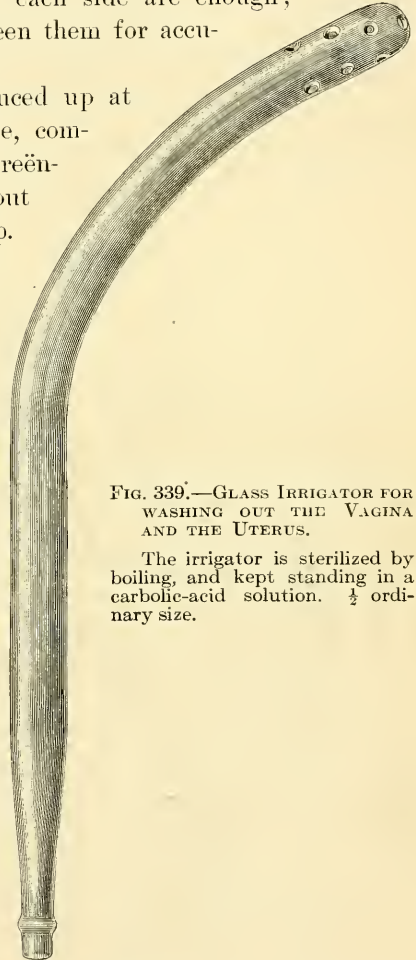 each side are enough,
een them for accu-
nced up at
e, com-
reën-
out
p.
FIG. 339.—GLASS IRRIGATOR FOR
WASHING OUT THE VAGINA
AND THE UTERUS.
The irrigator is sterilized by
boiling, and kept standing in a
carbolic-acid solution. ½ ordi-
nary size.